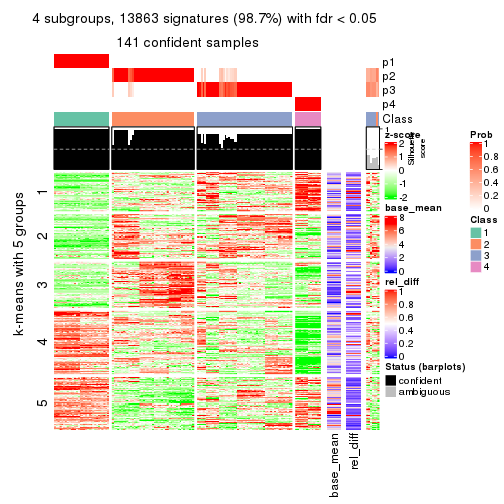 4 subgroups, 13863 signatures (98.7%) with fdr < 0.05
141 confident samples
p1
p2
p3
p4
Class
z-score
2
1
0
-1
-2
1
Silhouette
score
Prob
1
0.8
0.6
0.4
0.2
0
base_mean
8
6
4
2
0
Class
1
2
3
4
rel_diff
1
0.8
0.6
0.4
0.2
0
Status (barplots)
confident
ambiguous
k-means with 5 groups
1
2
3
4
5
base_mean
rel_diff